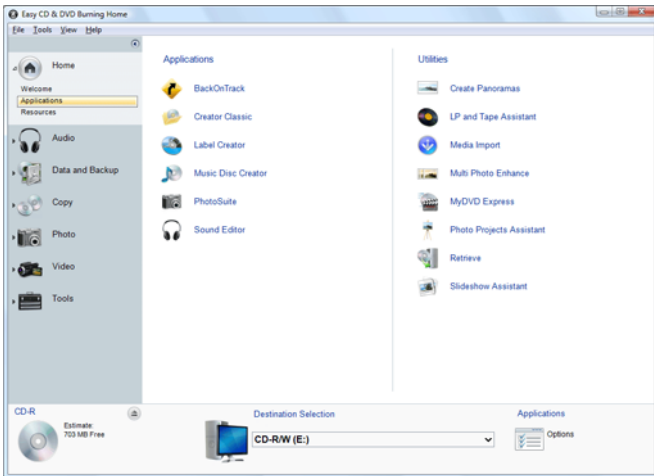 Easy CD & DVD Burning Home
File Tools View Help
Home
Welcome
Applications
Resources
Audio
Data and Backup
Copy
Photo
Video
Tools
Applications
BackOnTrack
Creator Classic
Label Creator
Music Disc Creator
PhotoSuite
Sound Editor
Utilities
Create Panoramas
LP and Tape Assistant
Media Import
Multi Photo Enhance
MyDVD Express
Photo Projects Assistant
Retrieve
Slideshow Assistant
CD-R
Estimate:
703 MB Free
Destination Selection
CD-R/W (E:)
Applications
Options